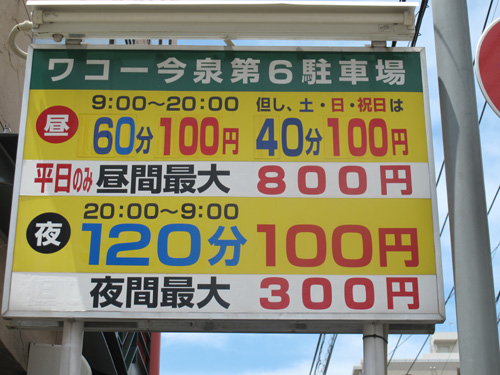 ワコー今泉第6駐車場
昼 9:00～20:00 但し、土・日・祝日は
60分 100円 40分 100円
平日のみ 昼間最大 800円
夜 20:00～9:00
120分 100円
夜間最大 300円